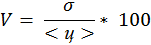 V = σ / <y> * 100